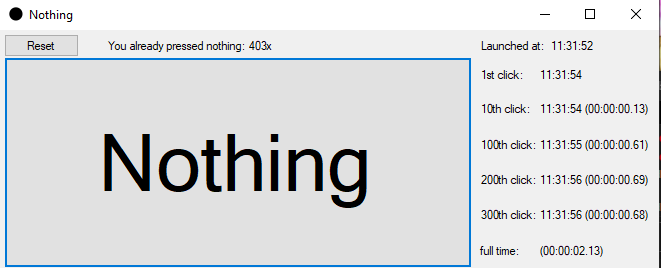 Nothing
Reset
You already pressed nothing: 403x
Launched at: 11:31:52
1st click: 11:31:54
10th click: 11:31:54 (00:00:00.13)
100th click: 11:31:55 (00:00:00.61)
200th click: 11:31:56 (00:00:00.69)
300th click: 11:31:56 (00:00:00.68)
full time: (00:00:02.13)
Nothing